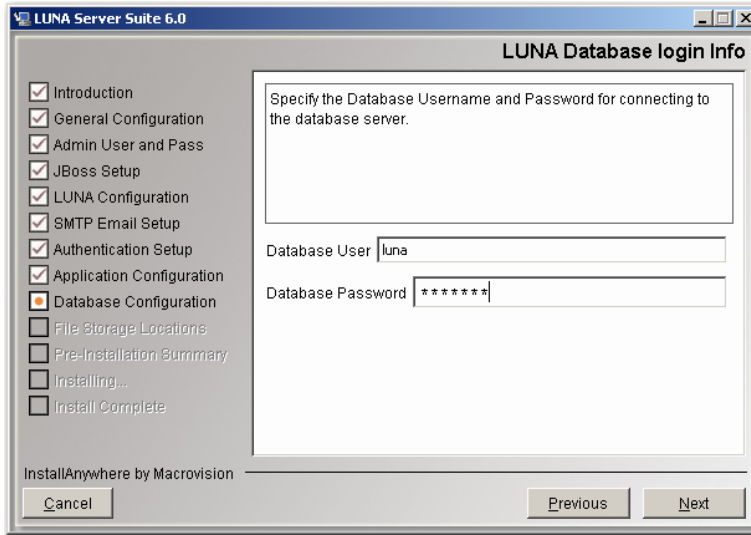 LUNA Server Suite 6.0
LUNA Database login Info
Introduction
General Configuration
Admin User and Pass
JBoss Setup
LUNA Configuration
SMTP Email Setup
Authentication Setup
Application Configuration
Database Configuration
File Storage Locations
Pre-Installation Summary
Installing...
Install Complete
Specify the Database Username and Password for connecting to
the database server.
Database User luna
Database Password *******
InstallAnywhere by Macrovision
Cancel
Previous
Next